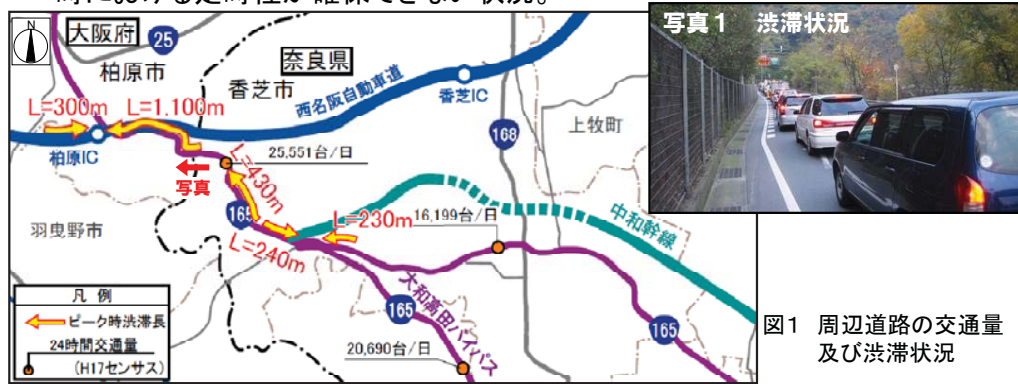 時における定時性が確保できない状況。
N
大阪府
25
柏原市
奈良県
香芝市
西名阪自動車道
香芝IC
L=300m
L=1,100m
柏原IC
168
上牧町
25,551台/日
写真
L=430m
羽曳野市
165
L=240m
L=230m
16,199台/日
中和幹線
大和高田バイパス
165
165
20,690台/日
凡 例
ピーク時渋滞長
24時間交通量
(H17センサス)
写真1 渋滞状況
図1 周辺道路の交通量
及び渋滞状況